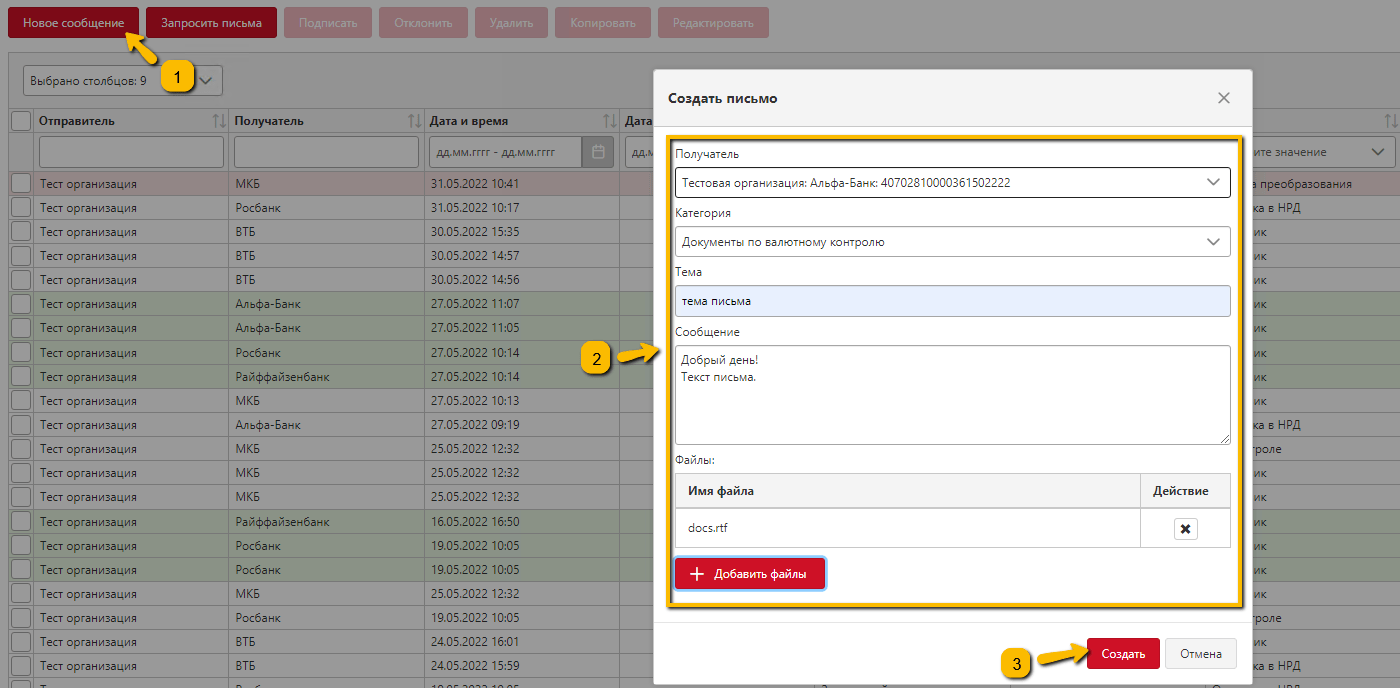 Новое сообщение Запросить письма Подписать Отклонить Удалить Копировать Редактировать
1
Выбрано столбцов: 9
Отправитель Получатель Дата и время Дата
дд.мм.гггг - дд.мм.гггг дд.м ите значение
Тест организация МКБ 31.05.2022 10:41 а преобразования
Тест организация Росбанк 31.05.2022 10:17 ка в НРД
Тест организация ВТБ 30.05.2022 15:35 ик
Тест организация ВТБ 30.05.2022 14:57 ик
Тест организация ВТБ 30.05.2022 14:56 ик
Тест организация Альфа-Банк 27.05.2022 11:07 ик
Тест организация Альфа-Банк 27.05.2022 11:05 ик
Тест организация Росбанк 27.05.2022 10:14 ик
Тест организация Райффайзенбанк 27.05.2022 10:14 ик
Тест организация МКБ 27.05.2022 10:13 ик
Тест организация Альфа-Банк 27.05.2022 09:19 ка в НРД
Тест организация МКБ 25.05.2022 12:32 троле
Тест организация МКБ 25.05.2022 12:32 ик
Тест организация МКБ 25.05.2022 12:32 ик
Тест организация Райффайзенбанк 16.05.2022 16:50 ик
Тест организация Росбанк 19.05.2022 10:05 ик
Тест организация Росбанк 19.05.2022 10:05 ик
Тест организация МКБ 25.05.2022 12:32 ик
Тест организация Росбанк 19.05.2022 10:05 троле
Тест организация ВТБ 24.05.2022 16:01 ик
Тест организация ВТБ 24.05.2022 15:59 ка в НРД
Создать письмо
Получатель
Тестовая организация: Альфа-Банк: 40702810000361502222
Категория
Документы по валютному контролю
Тема
тема письма
Сообщение
2
Добрый день!
Текст письма.
Файлы:
Имя файла Действие
docs.rtf
Добавить файлы
3
Создать Отмена